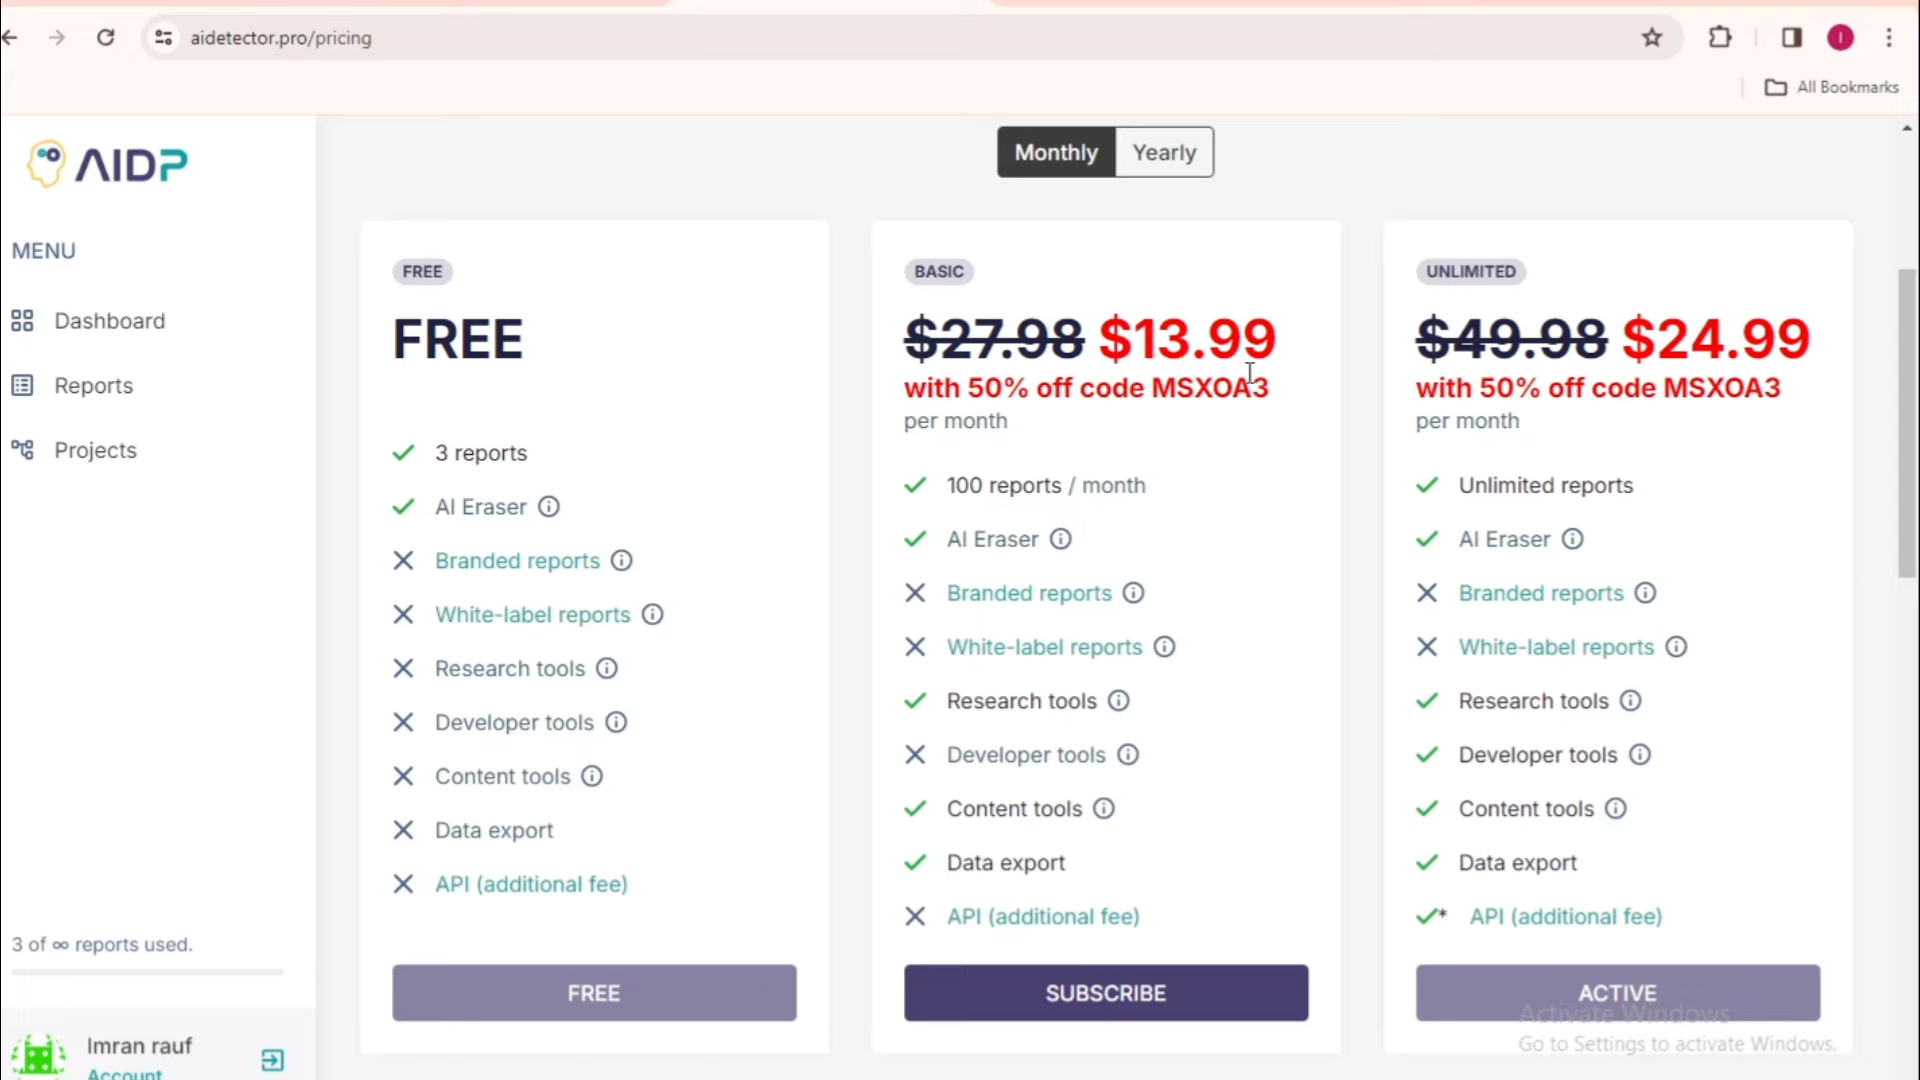 aidetector.pro/pricing
I
All Bookmarks
AIDP
MENU
Dashboard
Reports
Projects
3 of ∞ reports used.
Imran rauf
Account
Monthly
Yearly
FREE
FREE
3 reports
AI Eraser
Branded reports
White-label reports
Research tools
Developer tools
Content tools
Data export
API (additional fee)
FREE
BASIC
$27.98 $13.99
with 50% off code MSXOA3
per month
100 reports / month
AI Eraser
Branded reports
White-label reports
Research tools
Developer tools
Content tools
Data export
API (additional fee)
SUBSCRIBE
UNLIMITED
$49.98 $24.99
with 50% off code MSXOA3
per month
Unlimited reports
AI Eraser
Branded reports
White-label reports
Research tools
Developer tools
Content tools
Data export
* API (additional fee)
ACTIVE
Activate Windows
Go to Settings to activate Windows.